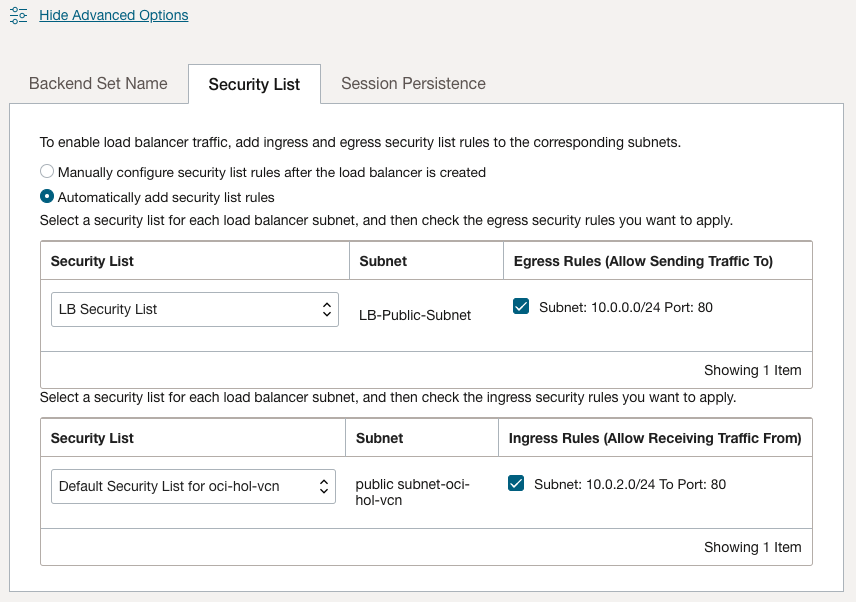 Hide Advanced Options
Backend Set Name Security List Session Persistence
To enable load balancer traffic, add ingress and egress security list rules to the corresponding subnets.
Manually configure security list rules after the load balancer is created
Automatically add security list rules
Select a security list for each load balancer subnet, and then check the egress security rules you want to apply.
Security List Subnet Egress Rules (Allow Sending Traffic To)
LB Security List LB-Public-Subnet Subnet: 10.0.0.0/24 Port: 80
Showing 1 Item
Select a security list for each load balancer subnet, and then check the ingress security rules you want to apply.
Security List Subnet Ingress Rules (Allow Receiving Traffic From)
Default Security List for oci-hol-vcn public subnet-oci- Subnet: 10.0.2.0/24 To Port: 80
hol-vcn
Showing 1 Item